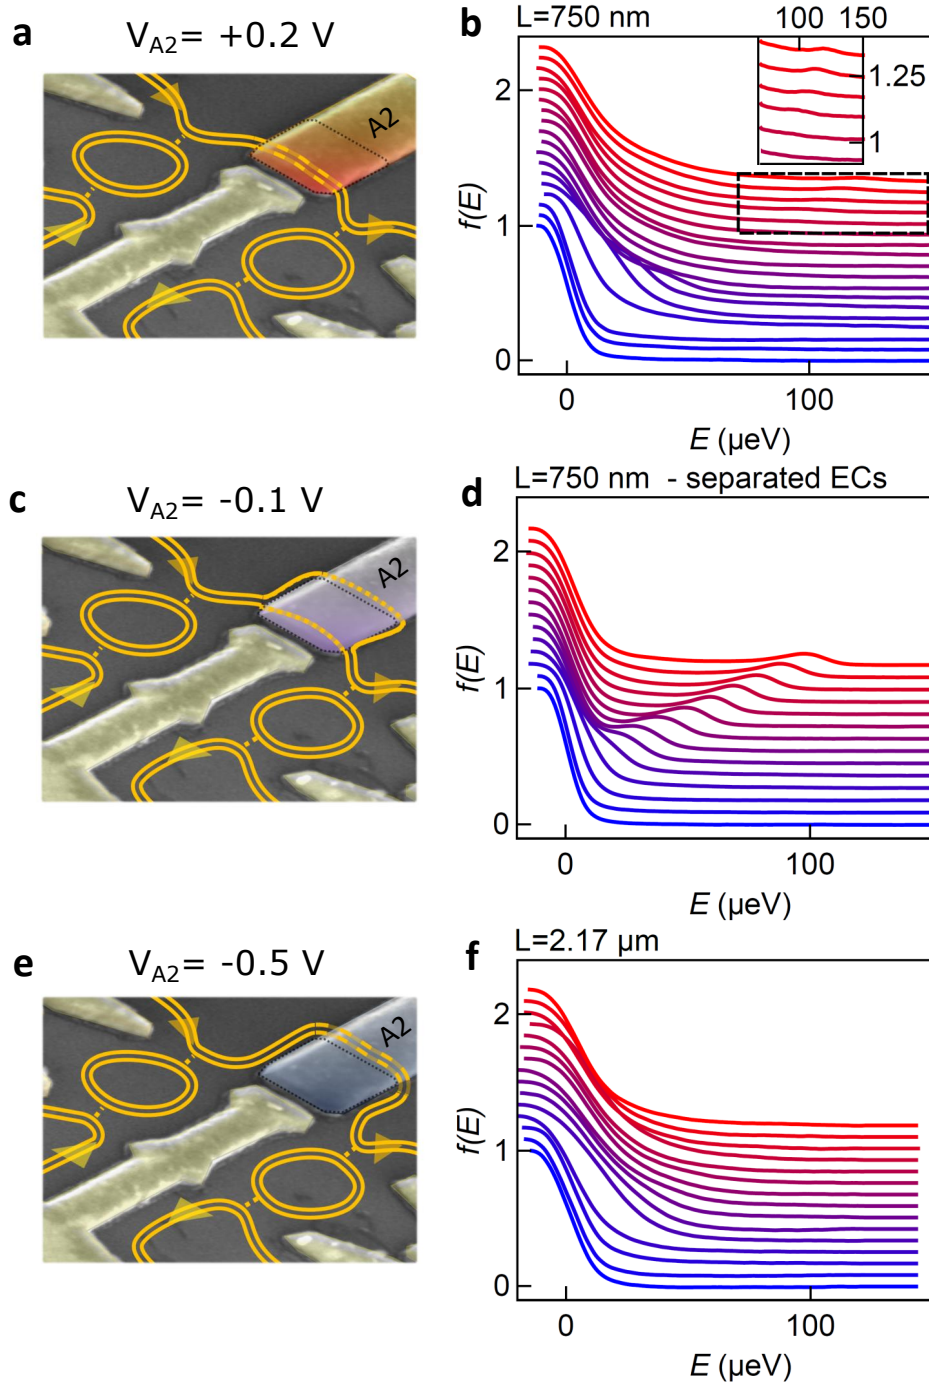 a
V_A2 = +0.2 V
A2
b
L=750 nm
100 150
1.25
1
2
1
0
f(E)
0 100
E (µeV)
c
V_A2 = -0.1 V
A2
d
L=750 nm - separated ECs
2
1
0
f(E)
0 100
E (µeV)
e
V_A2 = -0.5 V
A2
f
L=2.17 µm
2
1
0
f(E)
0 100
E (µeV)